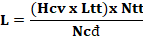 L = (Hcv x Ltt) x Ntt / Ncđ